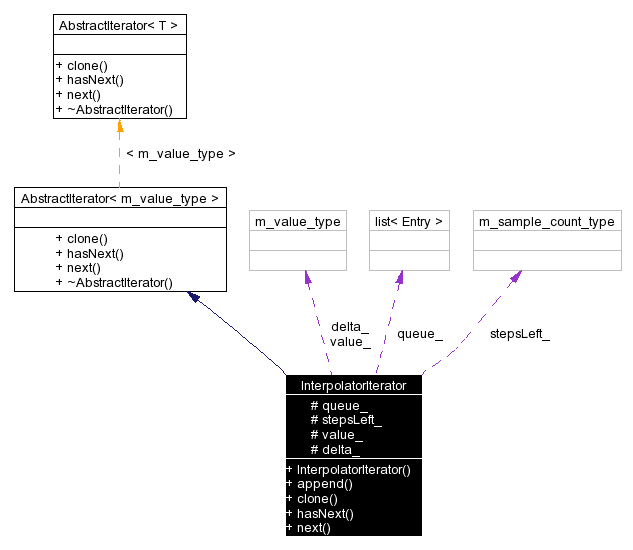 AbstractIterator< T >
+ clone()
+ hasNext()
+ next()
+ ~AbstractIterator()
< m_value_type >
AbstractIterator< m_value_type >
+ clone()
+ hasNext()
+ next()
+ ~AbstractIterator()
m_value_type
list< Entry >
m_sample_count_type
delta_
value_
queue_
stepsLeft_
InterpolatorIterator
# queue_
# stepsLeft_
# value_
# delta_
+ InterpolatorIterator()
+ append()
+ clone()
+ hasNext()
+ next()